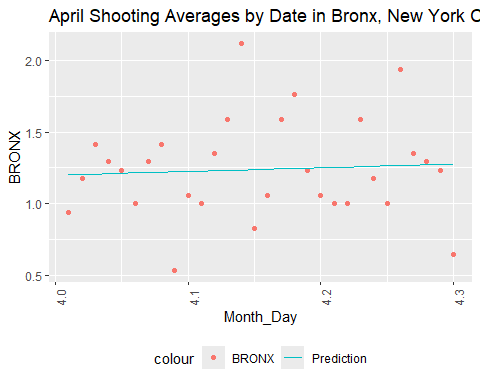 April Shooting Averages by Date in Bronx, New York C
2.0
1.5
1.0
0.5
BRONX
4.0
4.1
4.2
4.3
Month_Day
colour BRONX Prediction